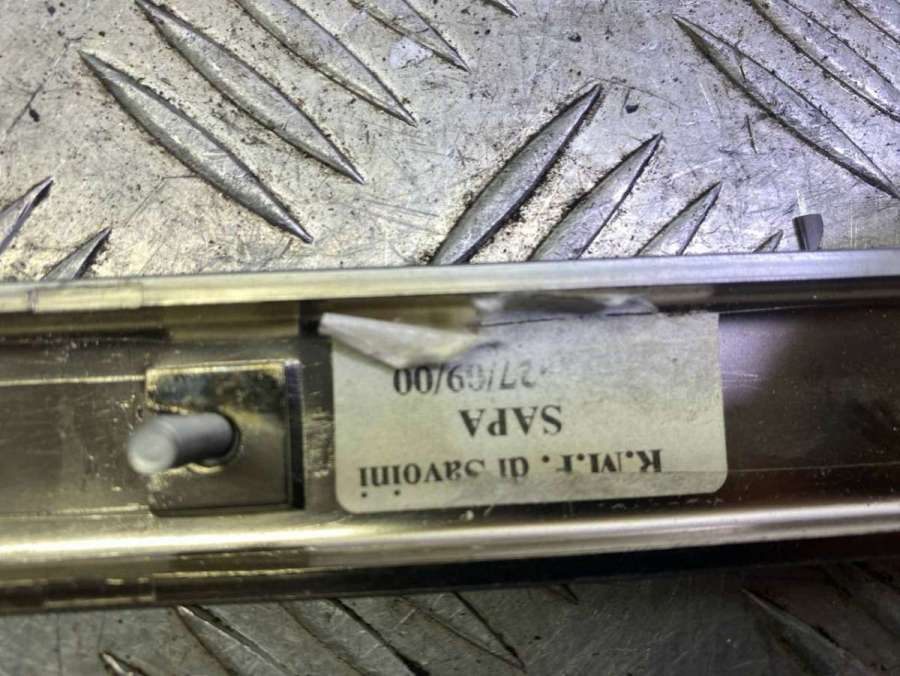 K.M.F. di Savoini
SAPA
27/09/00